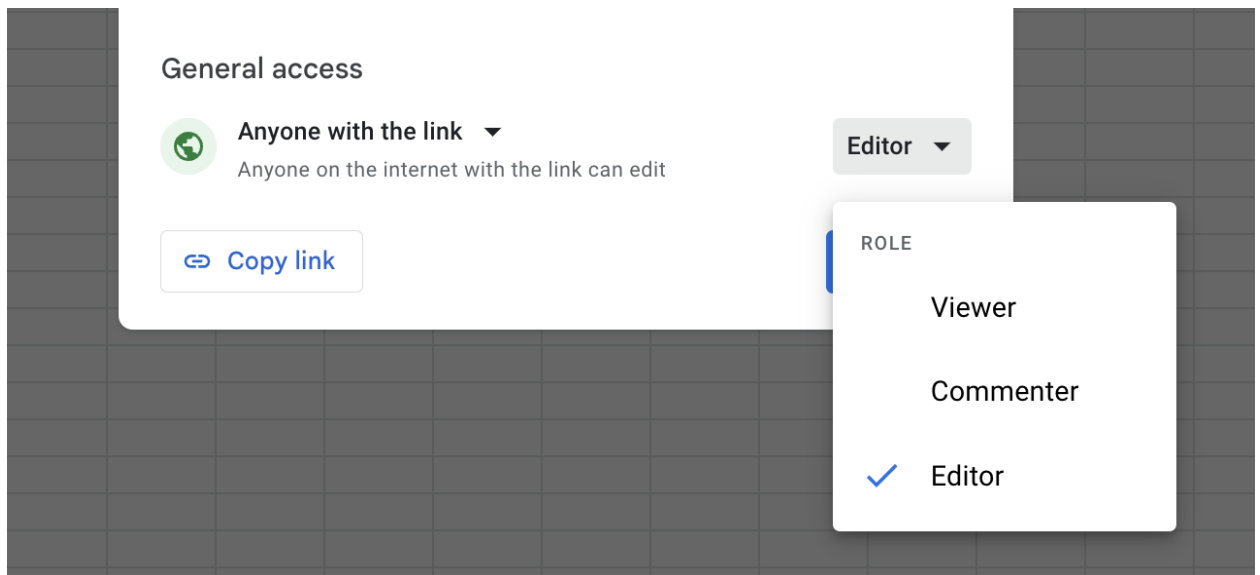 General access
Anyone with the link
Anyone on the internet with the link can edit
Editor
Copy link
ROLE
Viewer
Commenter
Editor